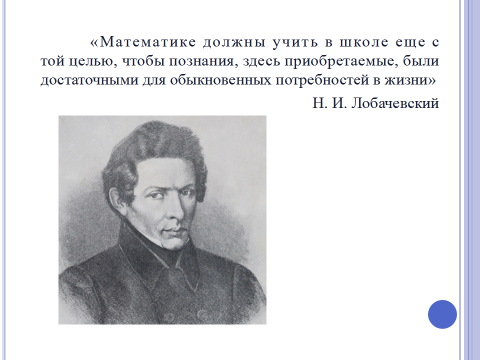 «Математике должны учить в школе еще с
той целью, чтобы познания, здесь приобретаемые, были
достаточными для обыкновенных потребностей в жизни»
Н. И. Лобачевский